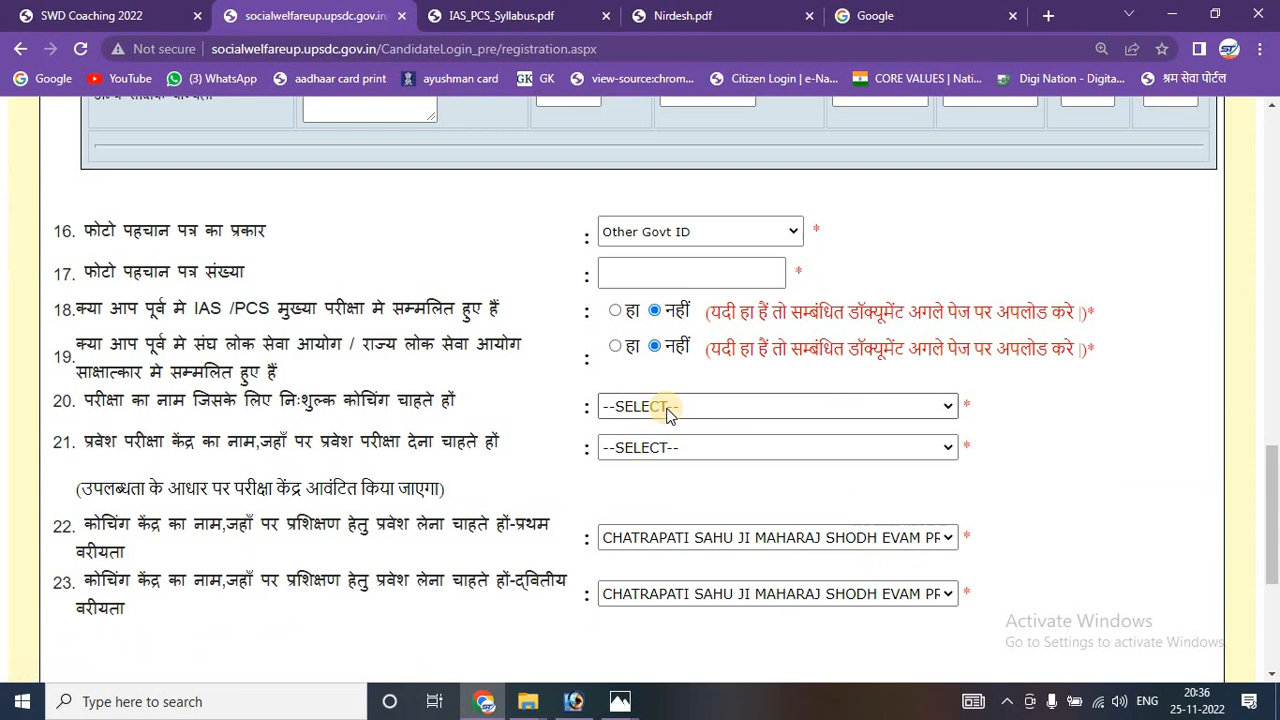 SWD Coaching 2022
socialwelfareup.upsdc.gov.in/
IAS_PCS_Syllabus.pdf
Nirdesh.pdf
Google
Not secure
socialwelfareup.upsdc.gov.in/CandidateLogin_pre/registration.aspx
Google
YouTube
(3) WhatsApp
aadhaar card print
ayushman card
GK GK
view-source:chrom...
Citizen Login | e-Na...
CORE VALUES | Nati...
Digi Nation - Digita...
श्रम सेवा पोर्टल
16. फोटो पहचान पत्र का प्रकार : Other Govt ID *
17. फोटो पहचान पत्र संख्या : *
18.क्या आप पूर्व मे IAS /PCS मुख्या परीक्षा मे सम्मलित हुए हैं : हा नहीं (यदी हा हैं तो सम्बंधित डॉक्यूमेंट अगले पेज पर अपलोड करे |)*
19. क्या आप पूर्व मे संघ लोक सेवा आयोग / राज्य लोक सेवा आयोग
साक्षात्कार मे सम्मलित हुए हैं : हा नहीं (यदी हा हैं तो सम्बंधित डॉक्यूमेंट अगले पेज पर अपलोड करे |)*
20. परीक्षा का नाम जिसके लिए निःशुल्क कोचिंग चाहते हों : --SELECT-- *
21. प्रवेश परीक्षा केंद्र का नाम,जहाँ पर प्रवेश परीक्षा देना चाहते हों : --SELECT-- *
(उपलब्धता के आधार पर परीक्षा केंद्र आवंटित किया जाएगा)
22. कोचिंग केंद्र का नाम,जहाँ पर प्रशिक्षण हेतु प्रवेश लेना चाहते हों-प्रथम
वरीयता : CHATRAPATI SAHU JI MAHARAJ SHODH EVAM PR *
23. कोचिंग केंद्र का नाम,जहाँ पर प्रशिक्षण हेतु प्रवेश लेना चाहते हों-द्वितीय
वरीयता : CHATRAPATI SAHU JI MAHARAJ SHODH EVAM PR *
Activate Windows
Go to Settings to activate Windows.
Type here to search
ENG
20:36
25-11-2022